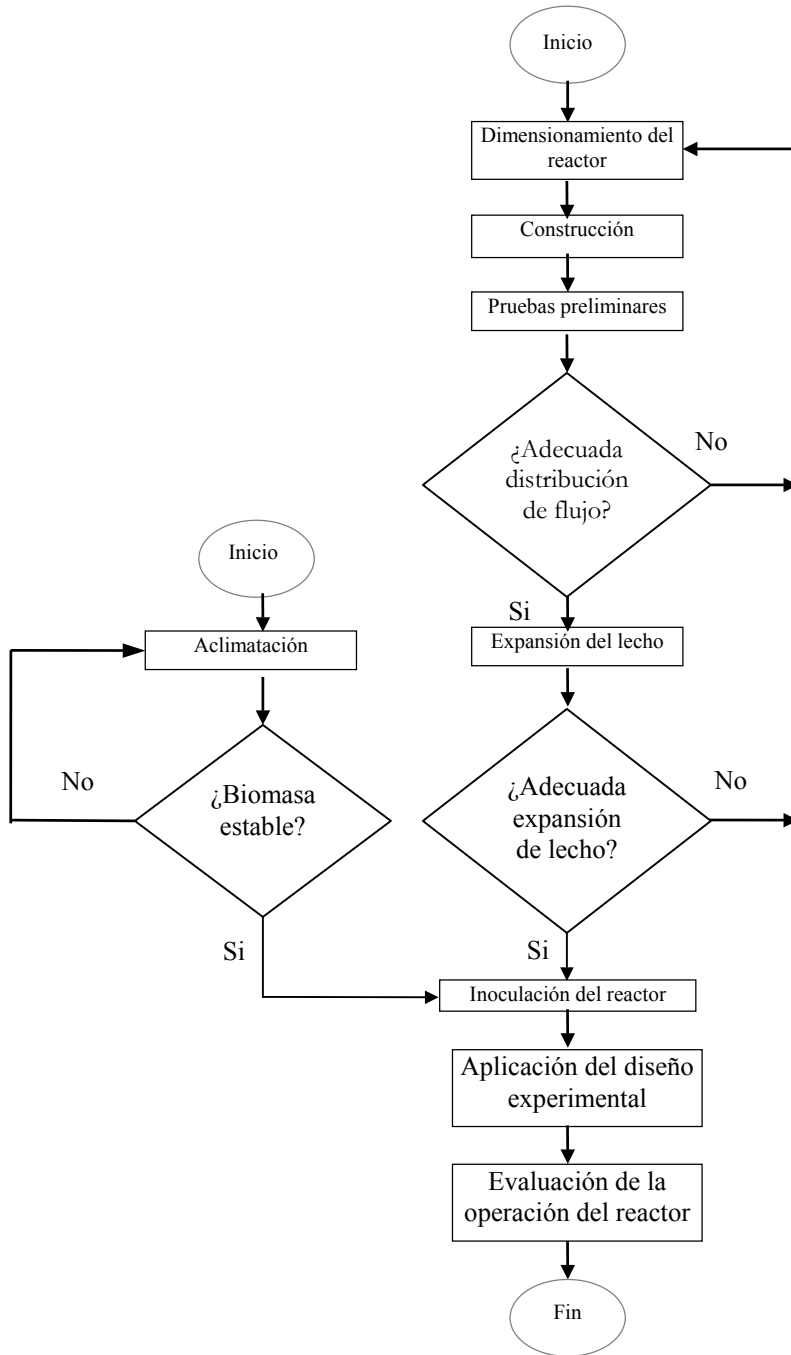 Inicio
Dimensionamiento del
reactor
Construcción
Pruebas preliminares
¿Adecuada
distribución
de flujo?
No
Si
Inicio
Aclimatación
Expansión del lecho
No
¿Biomasa
estable?
¿Adecuada
expansión
de lecho?
No
Si
Si
Inoculación del reactor
Aplicación del diseño
experimental
Evaluación de la
operación del reactor
Fin